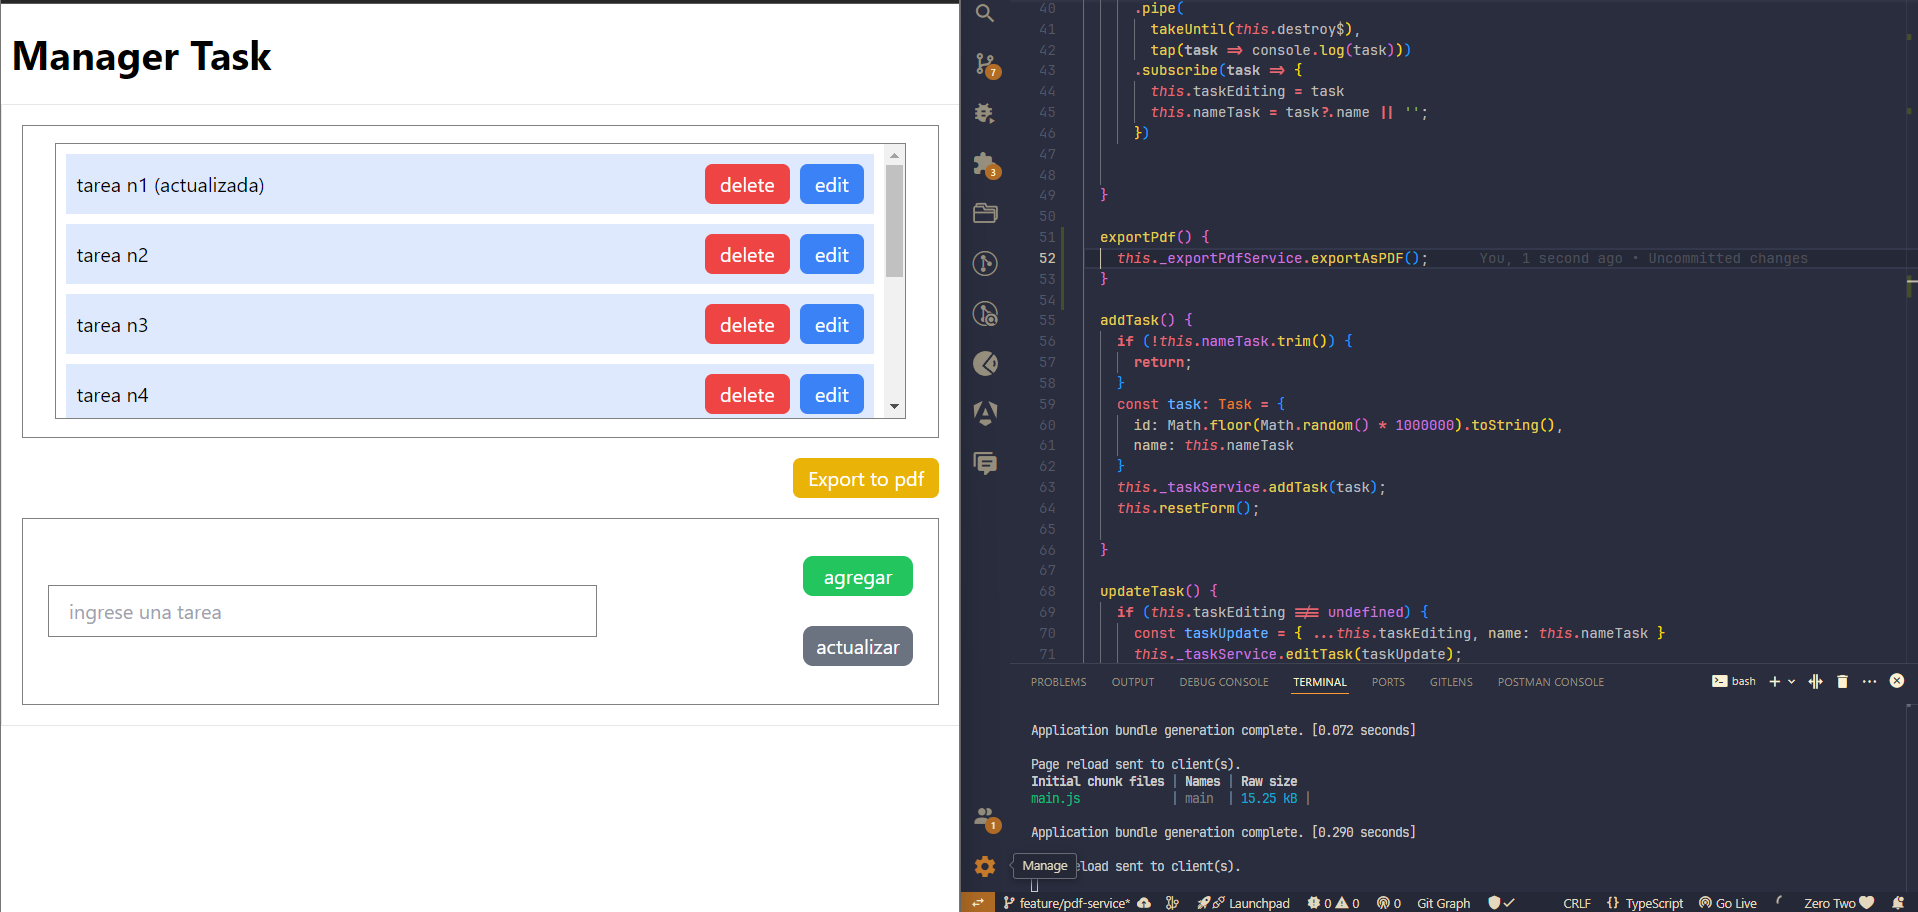 Manager Task
tarea n1 (actualizada)
delete
edit
tarea n2
delete
edit
tarea n3
delete
edit
tarea n4
delete
edit
Export to pdf
ingrese una tarea
agregar
actualizar
7
3
1
40 .pipe(
41 takeUntil(this.destroy$),
42 tap(task => console.log(task)))
43 .subscribe(task => {
44 this.taskEditing = task
45 this.nameTask = task?.name || '';
46 })
47
48
49 }
50
51 exportPdf() {
52 this._exportPdfService.exportAsPDF(); You, 1 second ago • Uncommitted changes
53 }
54
55 addTask() {
56 if (!this.nameTask.trim()) {
57 return;
58 }
59 const task: Task = {
60 id: Math.floor(Math.random() * 1000000).toString(),
61 name: this.nameTask
62 }
63 this._taskService.addTask(task);
64 this.resetForm();
65
66 }
67
68 updateTask() {
69 if (this.taskEditing !== undefined) {
70 const taskUpdate = { ...this.taskEditing, name: this.nameTask }
71 this._taskService.editTask(taskUpdate);
PROBLEMS OUTPUT DEBUG CONSOLE TERMINAL PORTS GITLENS POSTMAN CONSOLE bash
Application bundle generation complete. [0.072 seconds]
Page reload sent to client(s).
Initial chunk files | Names | Raw size
main.js | main | 15.25 kB |
Application bundle generation complete. [0.290 seconds]
Manage
eload sent to client(s).
feature/pdf-service* Launchpad 0 0 0 Git Graph CRLF {} TypeScript Go Live Zero Two